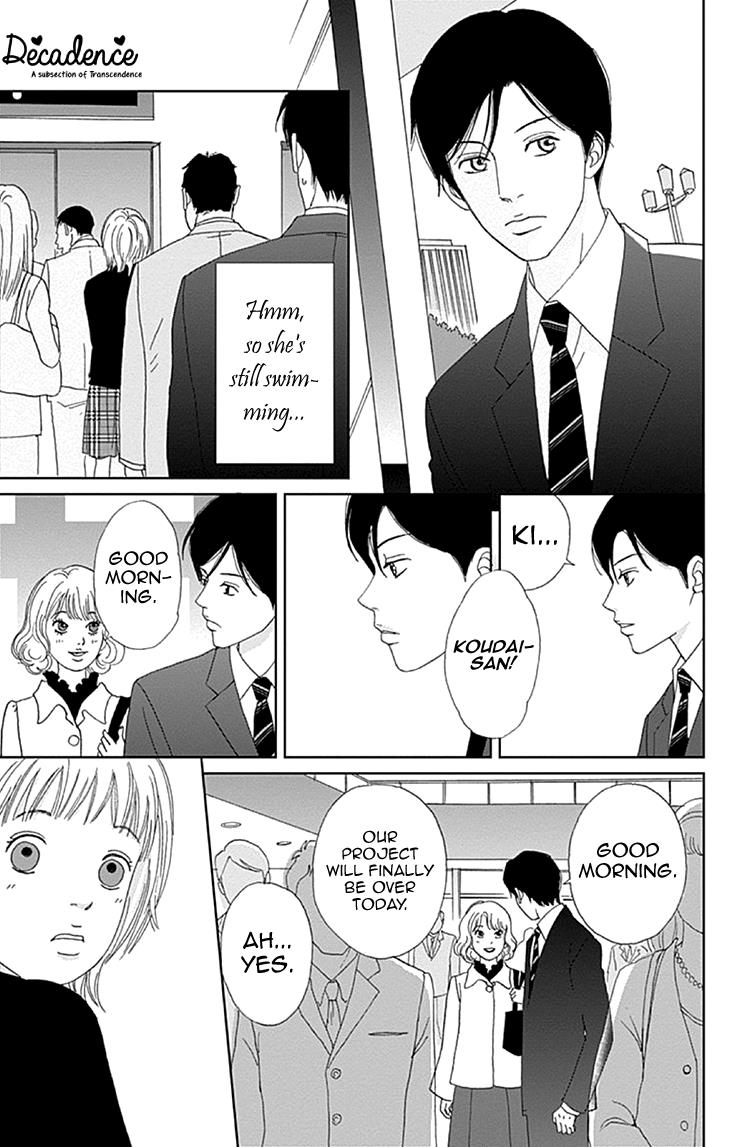 Decadence
A subsection of Transcendence
Hmm,
so she's
still swim-
ming...
KI...
KOUDAI-
SAN!
GOOD
MORN-
ING.
GOOD
MORNING.
OUR
PROJECT
WILL FINALLY
BE OVER
TODAY.
AH...
YES.